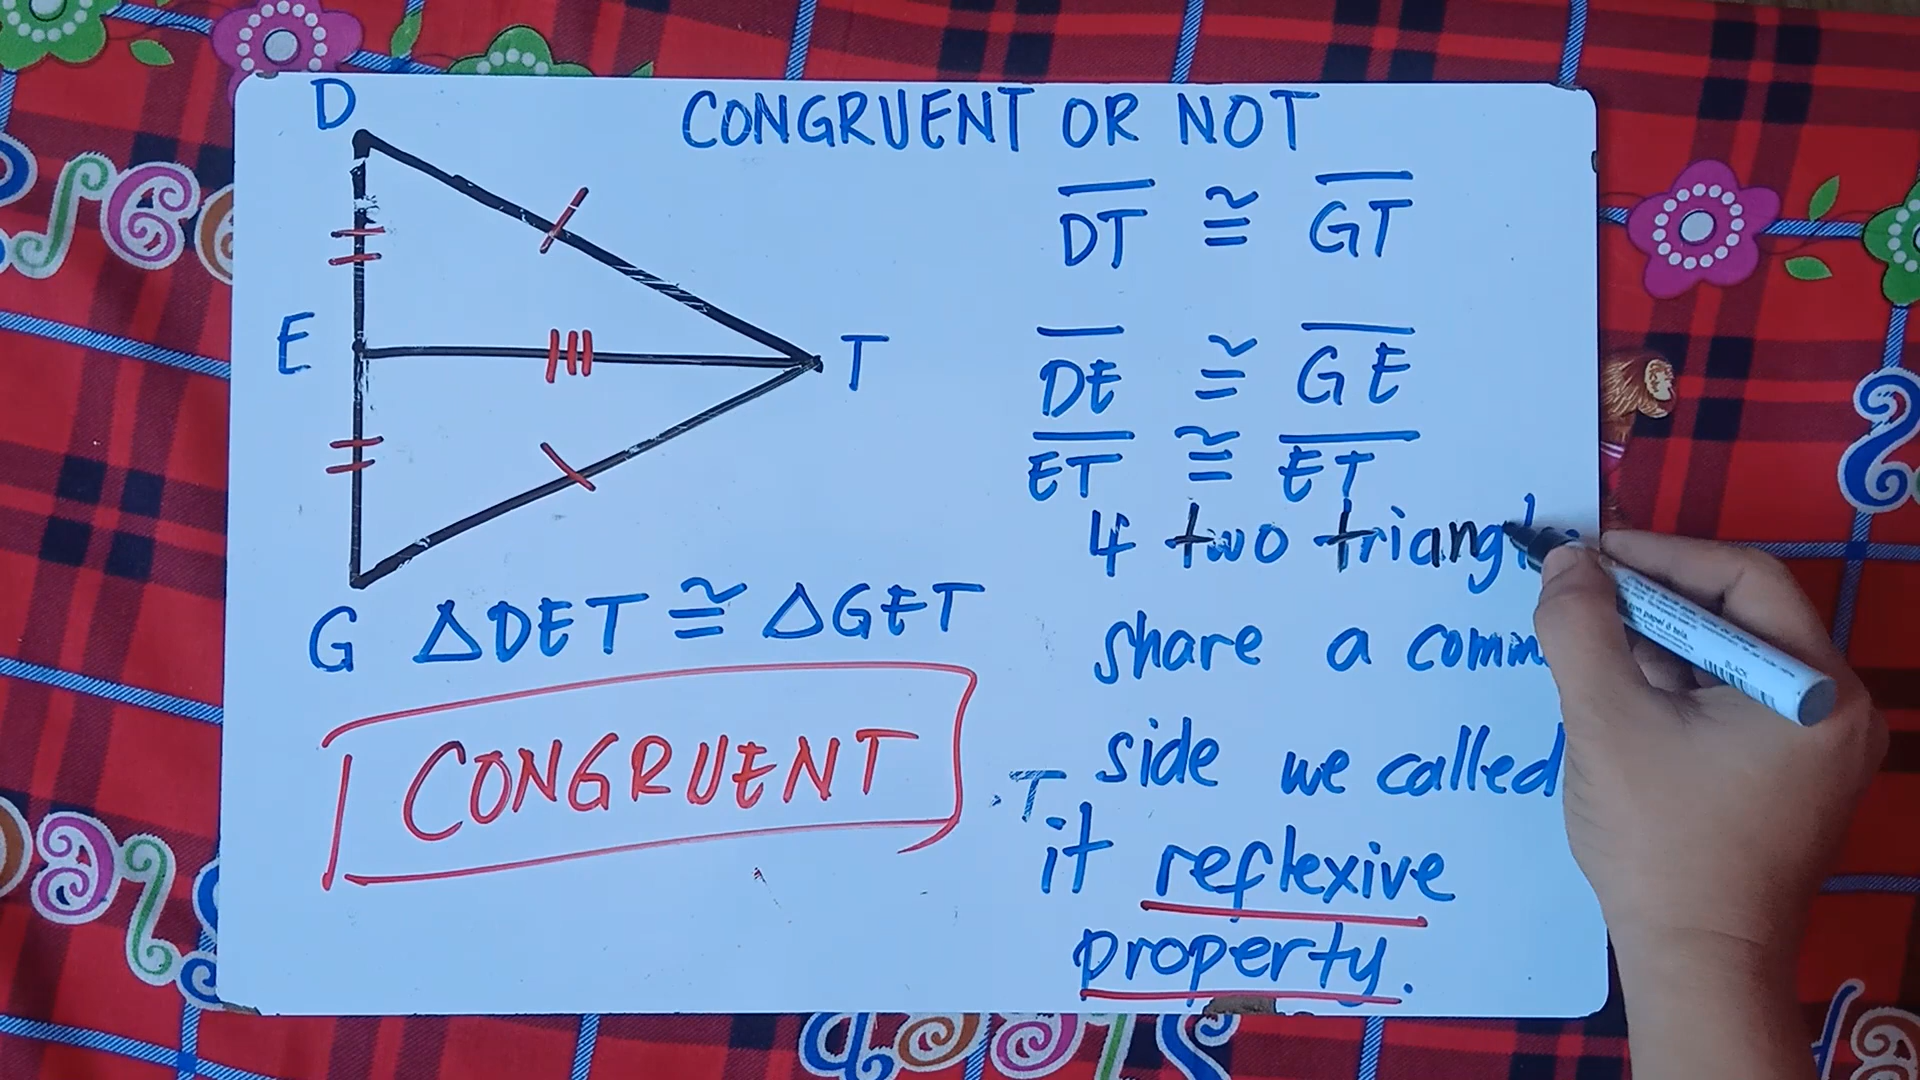 CONGRUENT OR NOT
D
E
T
G
DT ≅ GT
DE ≅ GE
ET ≅ ET
If two triangl
share a comm
side we called
it reflexive
property.
△DET ≅ △GET
CONGRUENT
T